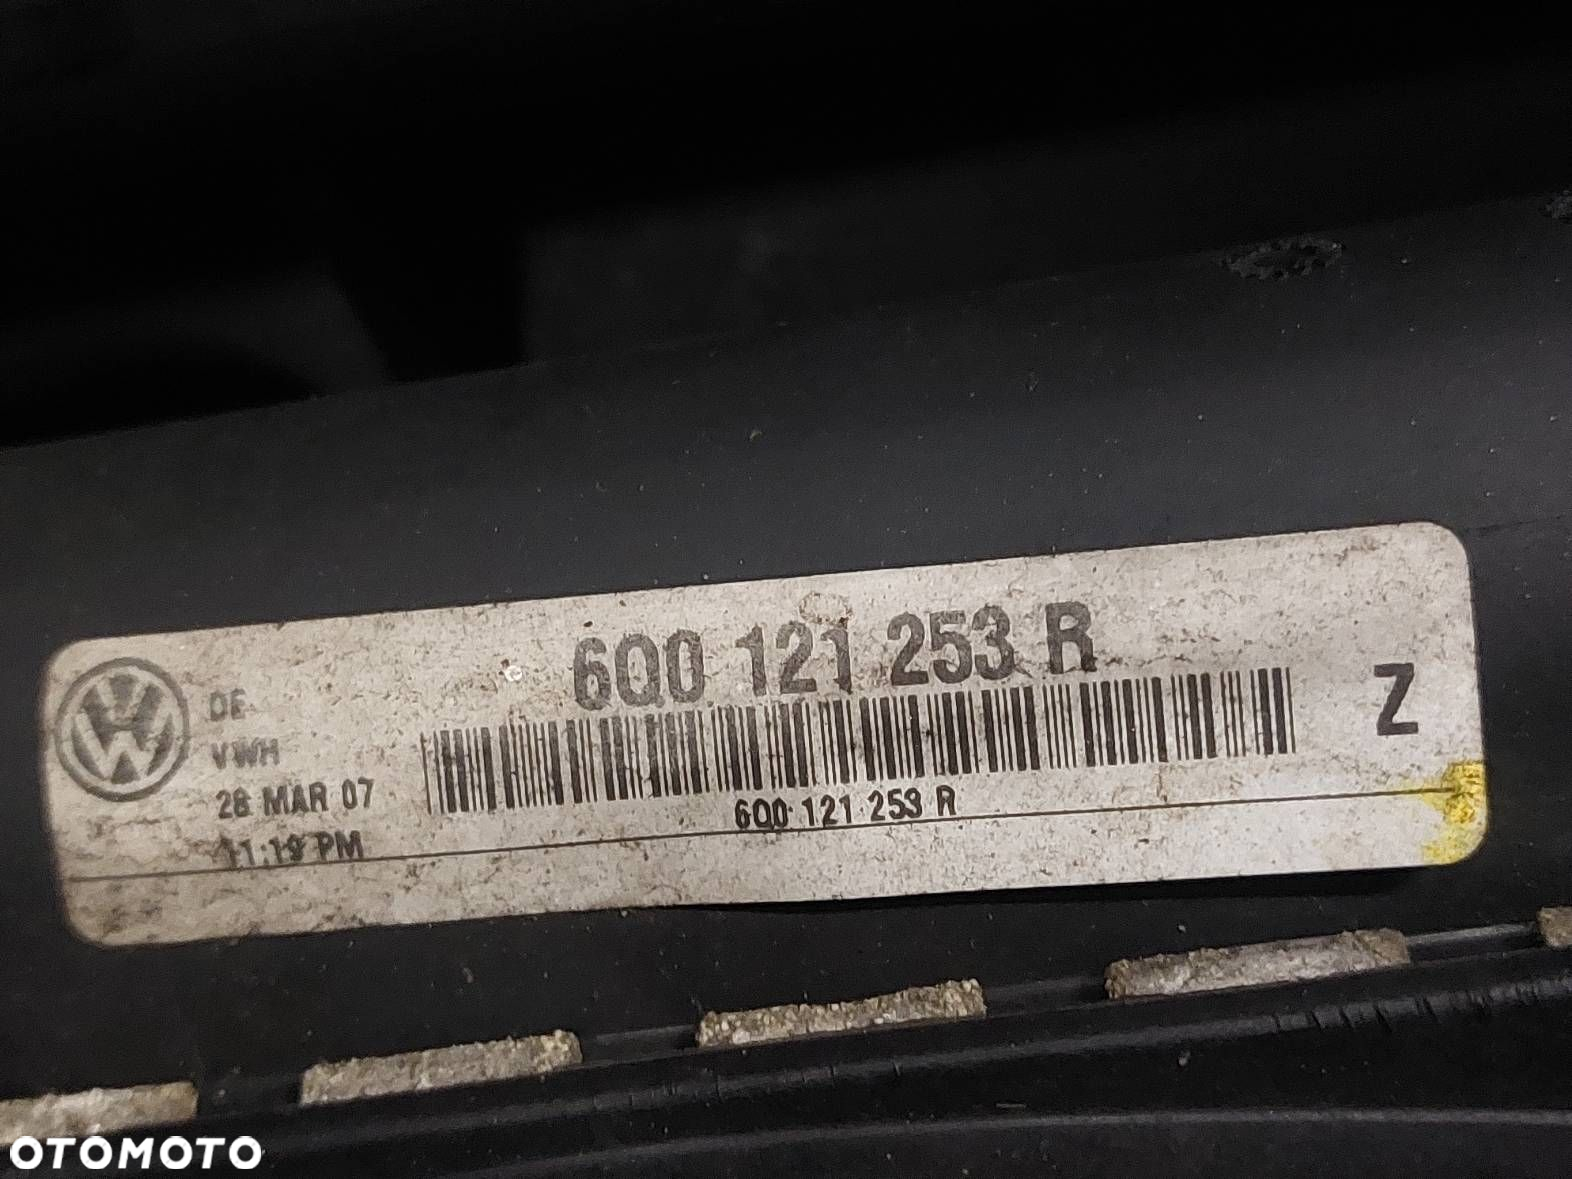 6Q0 121 253 R
DE
VWH
28 MAR 07
11:19 PM
6Q0 121 253 R
Z
OTOMOTO